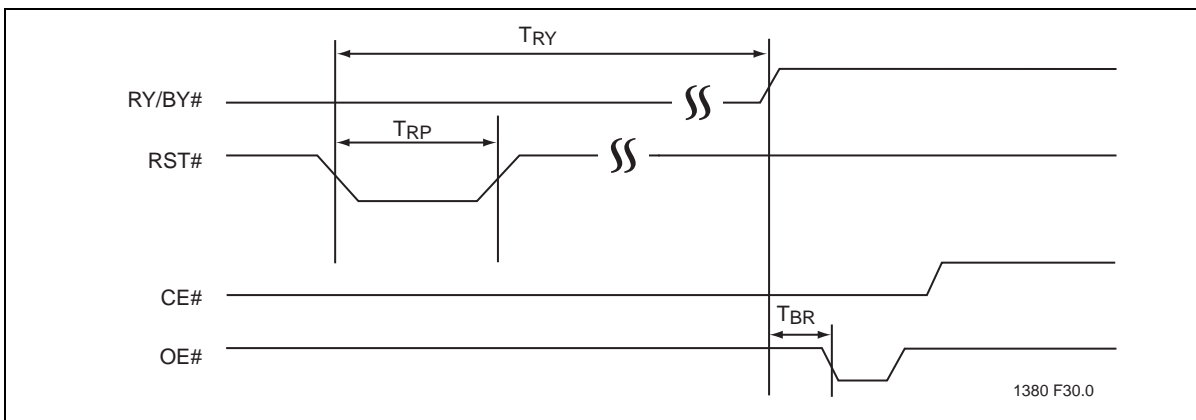 TRY
RY/BY#
TRP
RST#
CE#
TBR
OE#
1380 F30.0